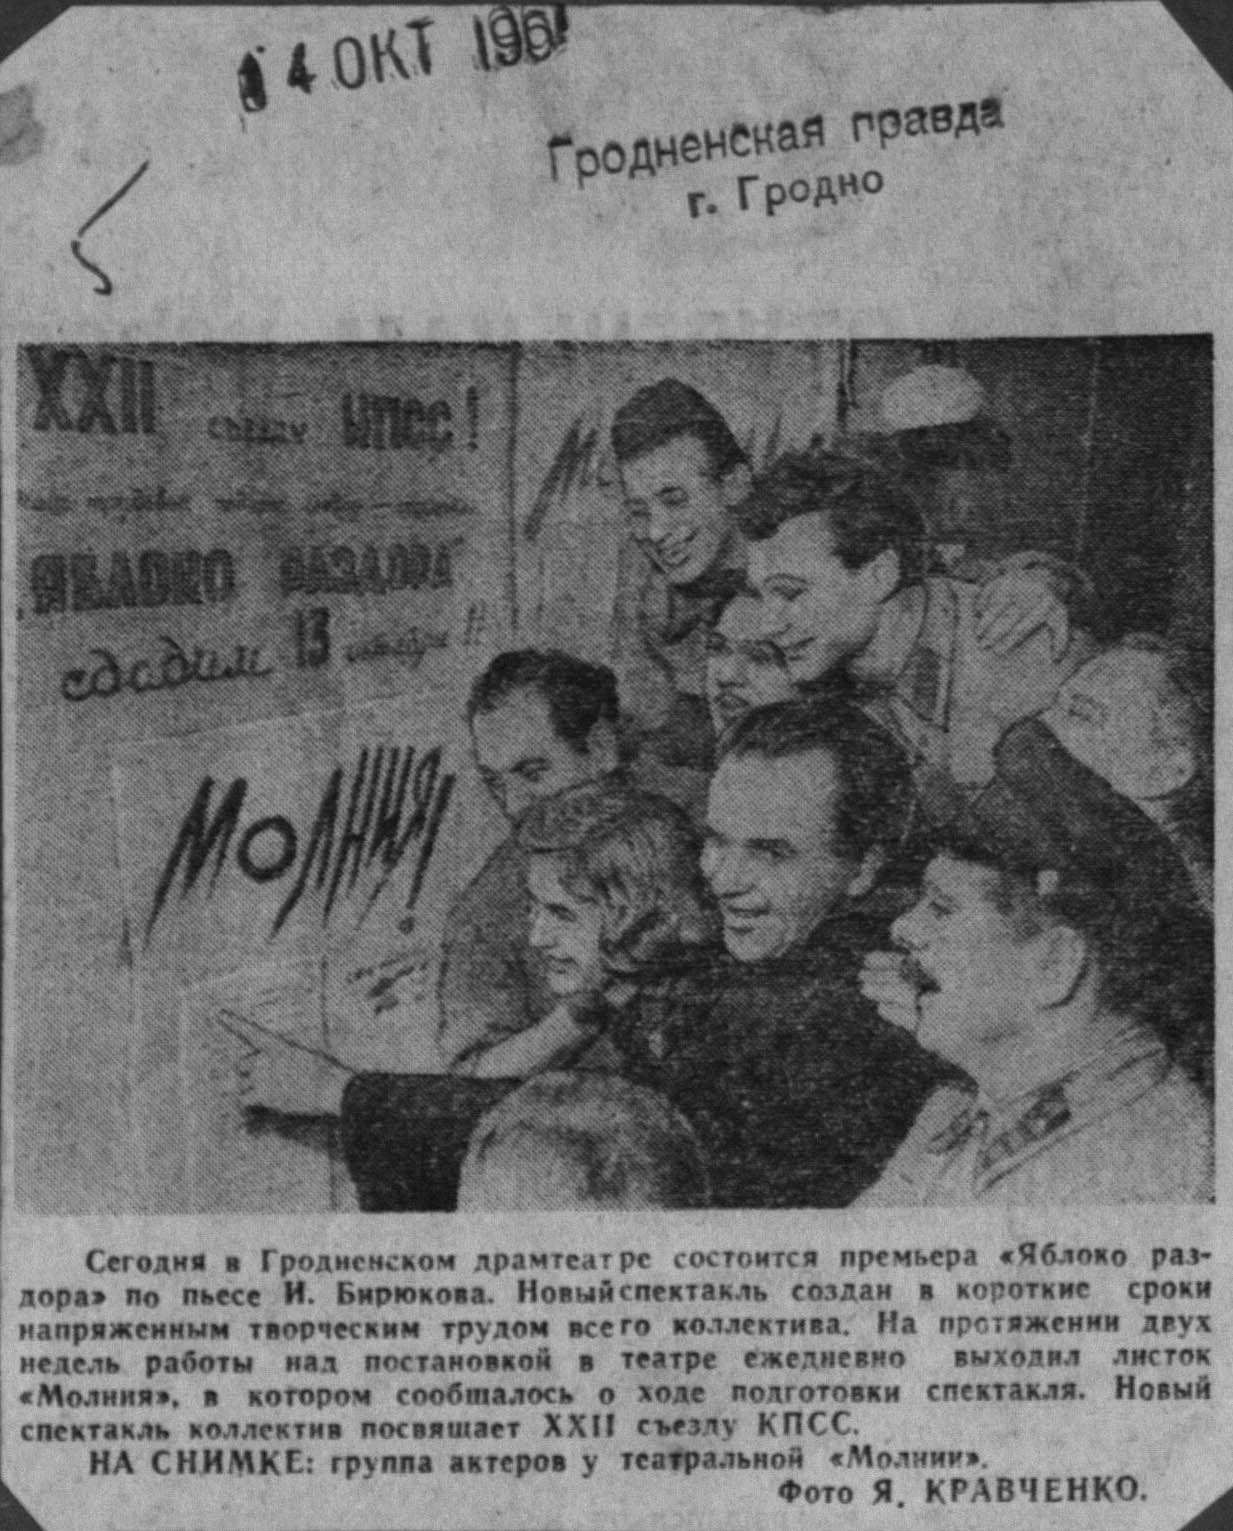 14 ОКТ 196
Гродненская правда
г. Гродно
XXII съезду КПСС!
ЯБЛОКО РАЗДОРА
сдадим 13 октября !!
МОЛНИЯ!
Сегодня в Гродненском драмтеатре состоится премьера «Яблоко раз-
дора» по пьесе И. Бирюкова. Новый спектакль создан в короткие сроки
напряженным творческим трудом всего коллектива. На протяжении двух
недель работы над постановкой в театре ежедневно выходил листок
«Молния», в котором сообщалось о ходе подготовки спектакля. Новый
спектакль коллектив посвящает XXII съезду КПСС.
НА СНИМКЕ: группа актеров у театральной «Молнии».
Фото Я. КРАВЧЕНКО.